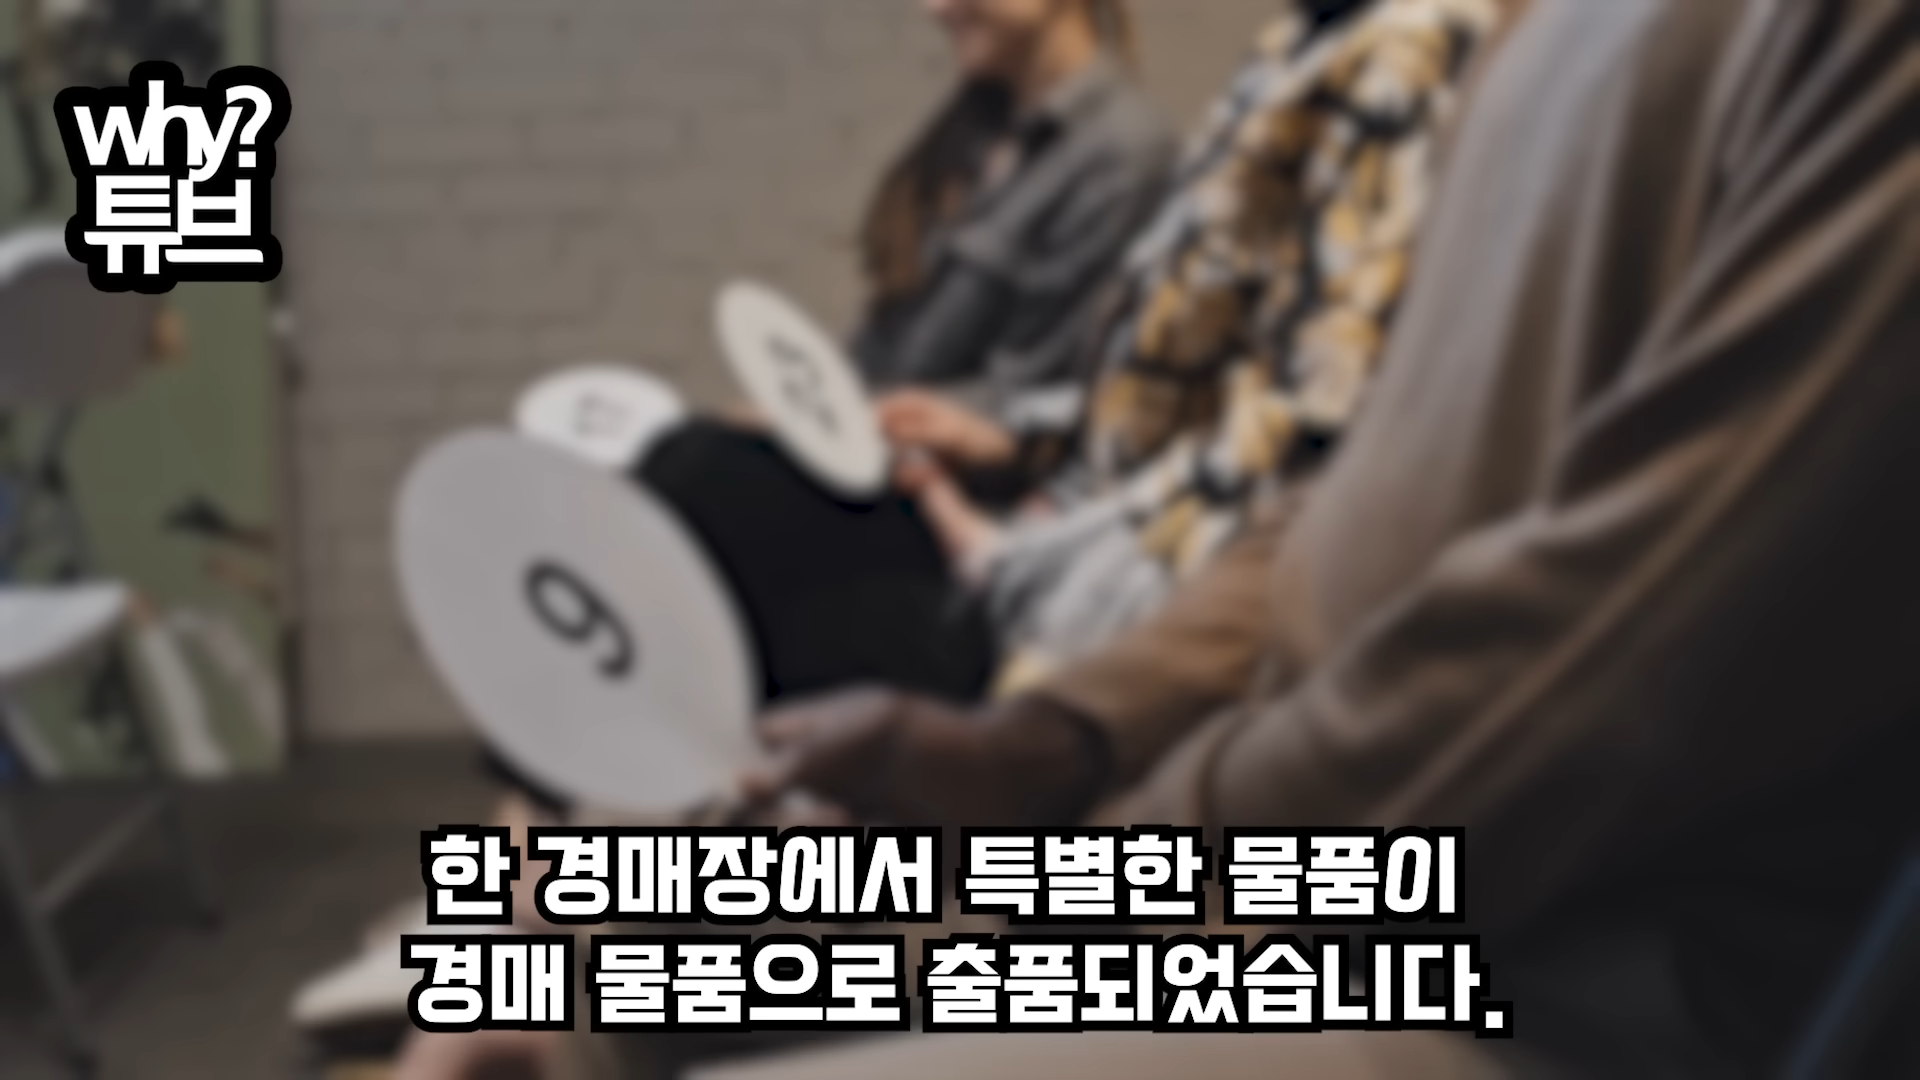 why?
튜브
9
한 경매장에서 특별한 물품이
경매 물품으로 출품되었습니다.